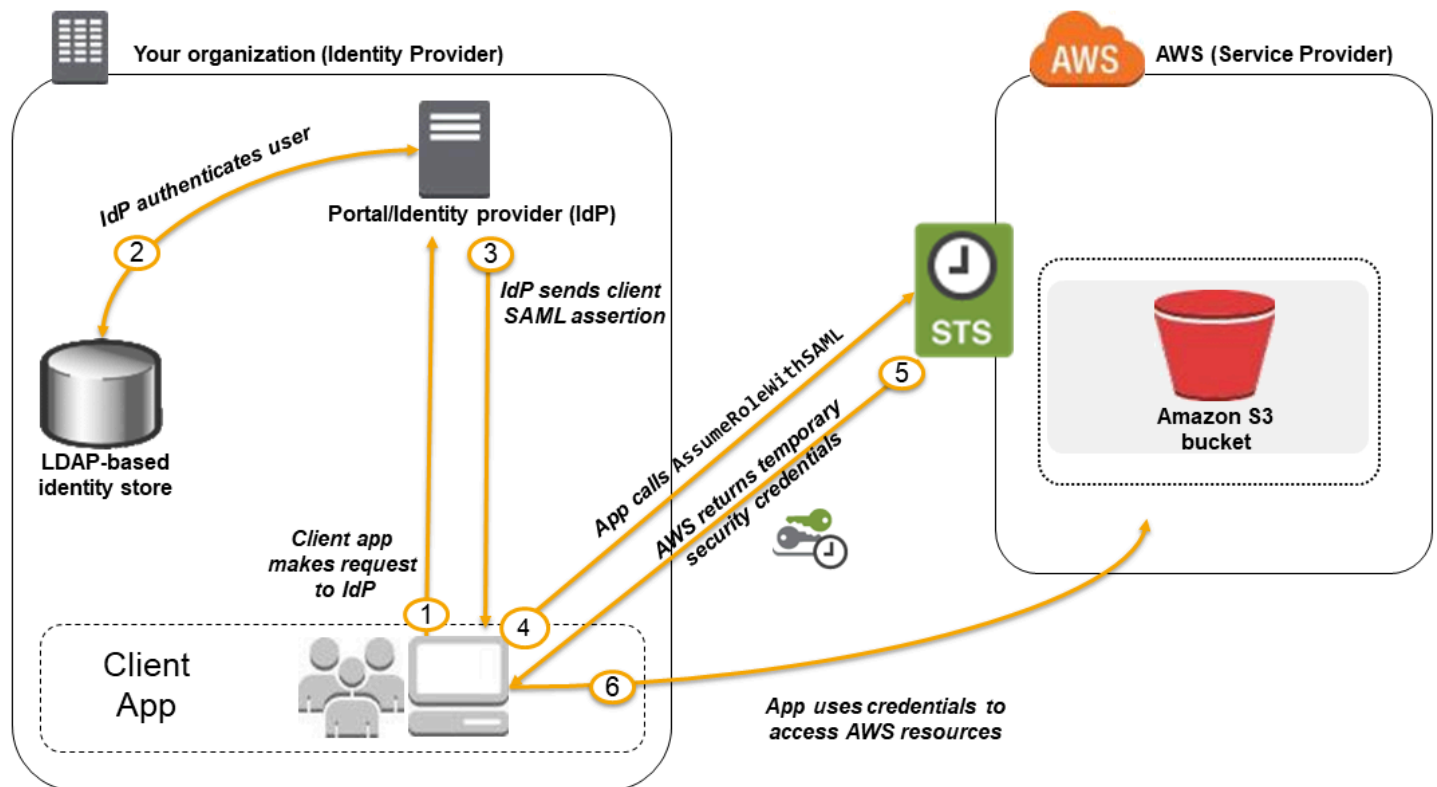 Your organization (Identity Provider)
AWS
AWS (Service Provider)
IdP authenticates user
Portal/Identity provider (IdP)
2
3
IdP sends client
SAML assertion
STS
LDAP-based
identity store
App calls AssumeRoleWithSAML
5
AWS returns temporary
security credentials
Amazon S3
bucket
Client app
makes request
to IdP
1
4
Client
App
6
App uses credentials to
access AWS resources